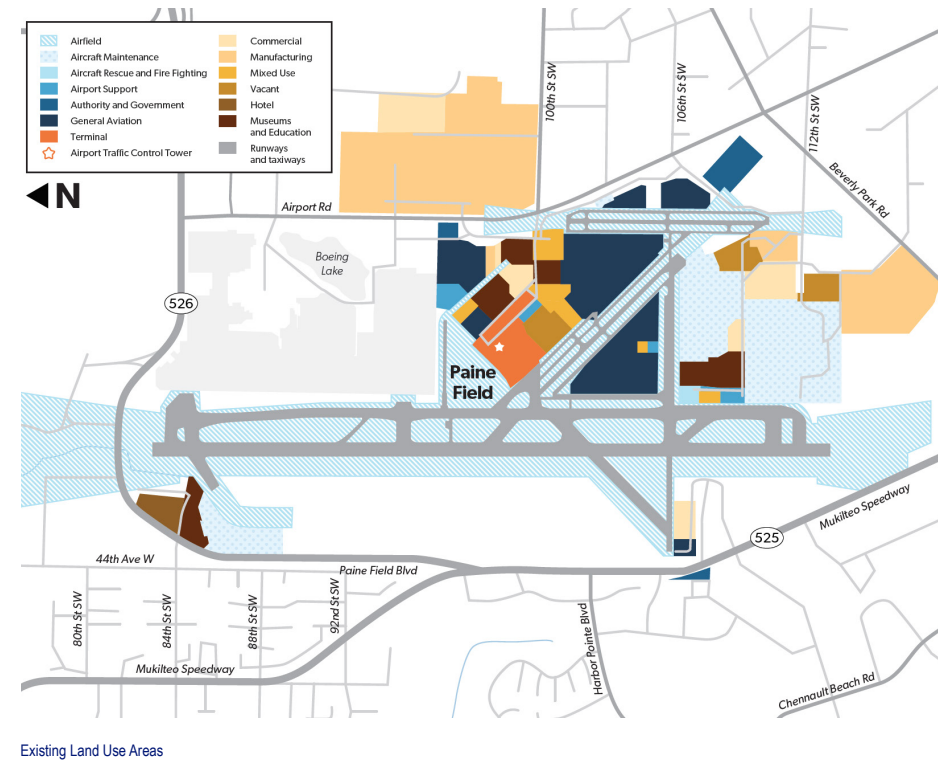 Airfield
Aircraft Maintenance
Aircraft Rescue and Fire Fighting
Airport Support
Authority and Government
General Aviation
Terminal
Airport Traffic Control Tower
Commercial
Manufacturing
Mixed Use
Vacant
Hotel
Museums
and Education
Runways
and taxiways
N
100th St SW
106th St SW
112th St SW
Beverly Park Rd
Airport Rd
Boeing
Lake
526
Paine
Field
Mukilteo Speedway
525
44th Ave W
Paine Field Blvd
80th St SW
84th St SW
88th St SW
92nd St SW
Harbor Pointe Blvd
Mukilteo Speedway
Chennault Beach Rd
Existing Land Use Areas